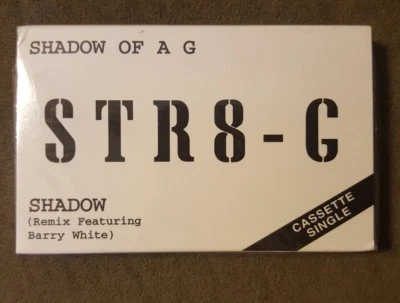 SHADOW OF A G
STR8-G
SHADOW
(Remix Featuring
Barry White)
CASSETTE
SINGLE